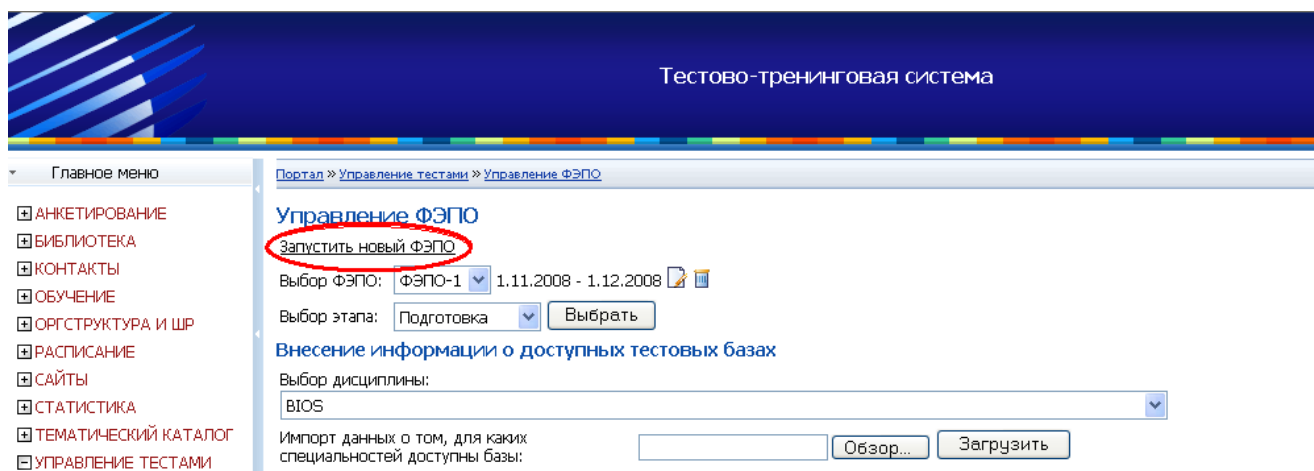 Тестово-тренинговая система
Главное меню
АНКЕТИРОВАНИЕ
БИБЛИОТЕКА
КОНТАКТЫ
ОБУЧЕНИЕ
ОРГСТРУКТУРА И ШР
РАСПИСАНИЕ
САЙТЫ
СТАТИСТИКА
ТЕМАТИЧЕСКИЙ КАТАЛОГ
УПРАВЛЕНИЕ ТЕСТАМИ
Портал » Управление тестами » Управление ФЭПО
Управление ФЭПО
Запустить новый ФЭПО
Выбор ФЭПО: ФЭПО-1 1.11.2008 - 1.12.2008
Выбор этапа: Подготовка Выбрать
Внесение информации о доступных тестовых базах
Выбор дисциплины:
BIOS
Импорт данных о том, для каких
специальностей доступны базы: Обзор... Загрузить